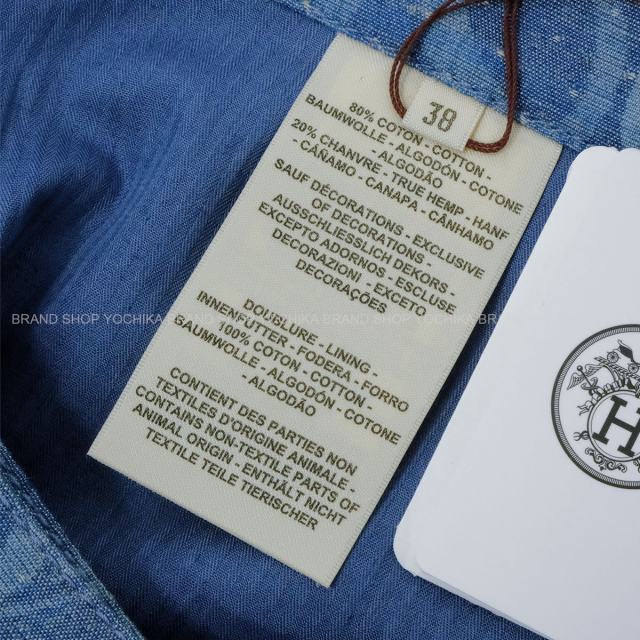 38
80% COTON - COTTON -
BAUMWOLLE - ALGODÓN - COTONE
- ALGODÃO
20% CHANVRE - TRUE HEMP - HANF
- CÁÑAMO - CANAPA - CÂNHAMO
SAUF DÉCORATIONS - EXCLUSIVE
OF DECORATIONS -
AUSSCHLIESSLICH DEKORS -
EXCEPTO ADORNOS - ESCLUSE
DECORAZIONI - EXCETO
DECORAÇÕES
DOUBLURE - LINING -
INNENFUTTER - FODERA - FORRO
100% COTON - COTTON -
BAUMWOLLE - ALGODÓN - COTONE
- ALGODÃO
CONTIENT DES PARTIES NON
TEXTILES D'ORIGINE ANIMALE -
CONTAINS NON-TEXTILE PARTS OF
ANIMAL ORIGIN - ENTHÄLT NICHT
TEXTILE TEILE TIERISCHER
BRAND SHOP YOCHIKA BRAND SHOP YOCHIKA BRAND S
H